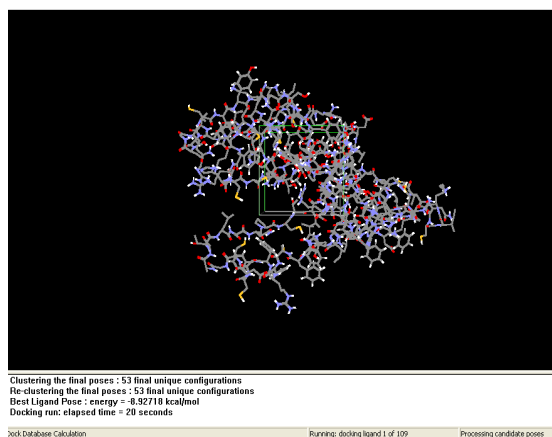 Clustering the final poses : 53 final unique configurations
Re-clustering the final poses : 53 final unique configurations
Best Ligand Pose : energy = -8.92718 kcal/mol
Docking run: elapsed time = 20 seconds
Dock Database Calculation
Running: docking ligand 1 of 109
Processing candidate poses